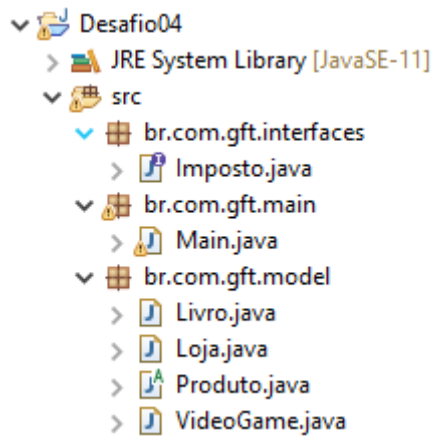 Desafio04
JRE System Library [JavaSE-11]
src
br.com.gft.interfaces
Imposto.java
br.com.gft.main
Main.java
br.com.gft.model
Livro.java
Loja.java
Produto.java
VideoGame.java